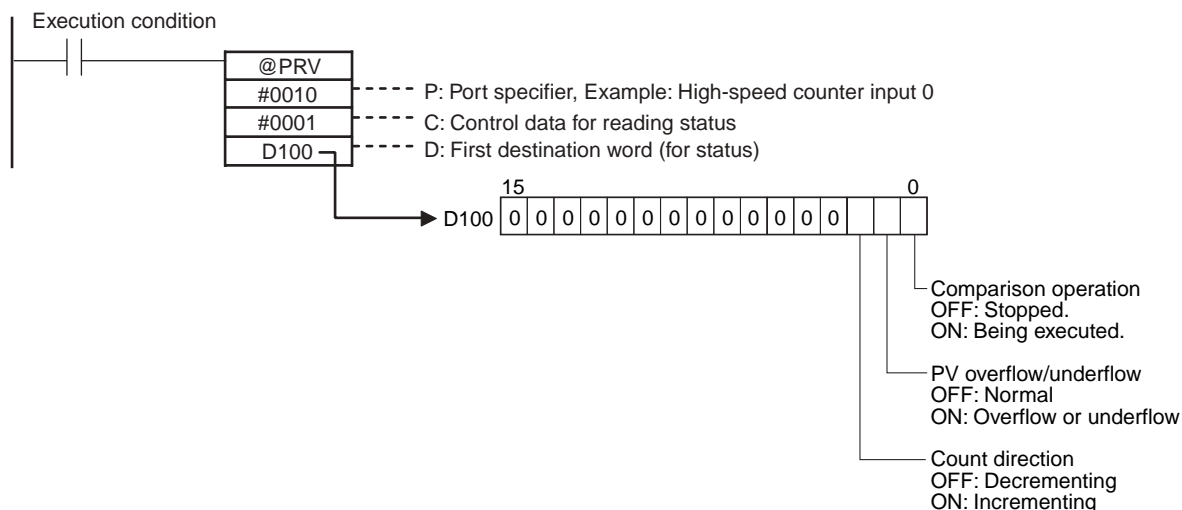 Execution condition
@PRV
#0010 P: Port specifier, Example: High-speed counter input 0
#0001 C: Control data for reading status
D100 D: First destination word (for status)
15 0
D100 0 0 0 0 0 0 0 0 0 0 0 0 0
Comparison operation
OFF: Stopped.
ON: Being executed.
PV overflow/underflow
OFF: Normal
ON: Overflow or underflow
Count direction
OFF: Decrementing
ON: Incrementing